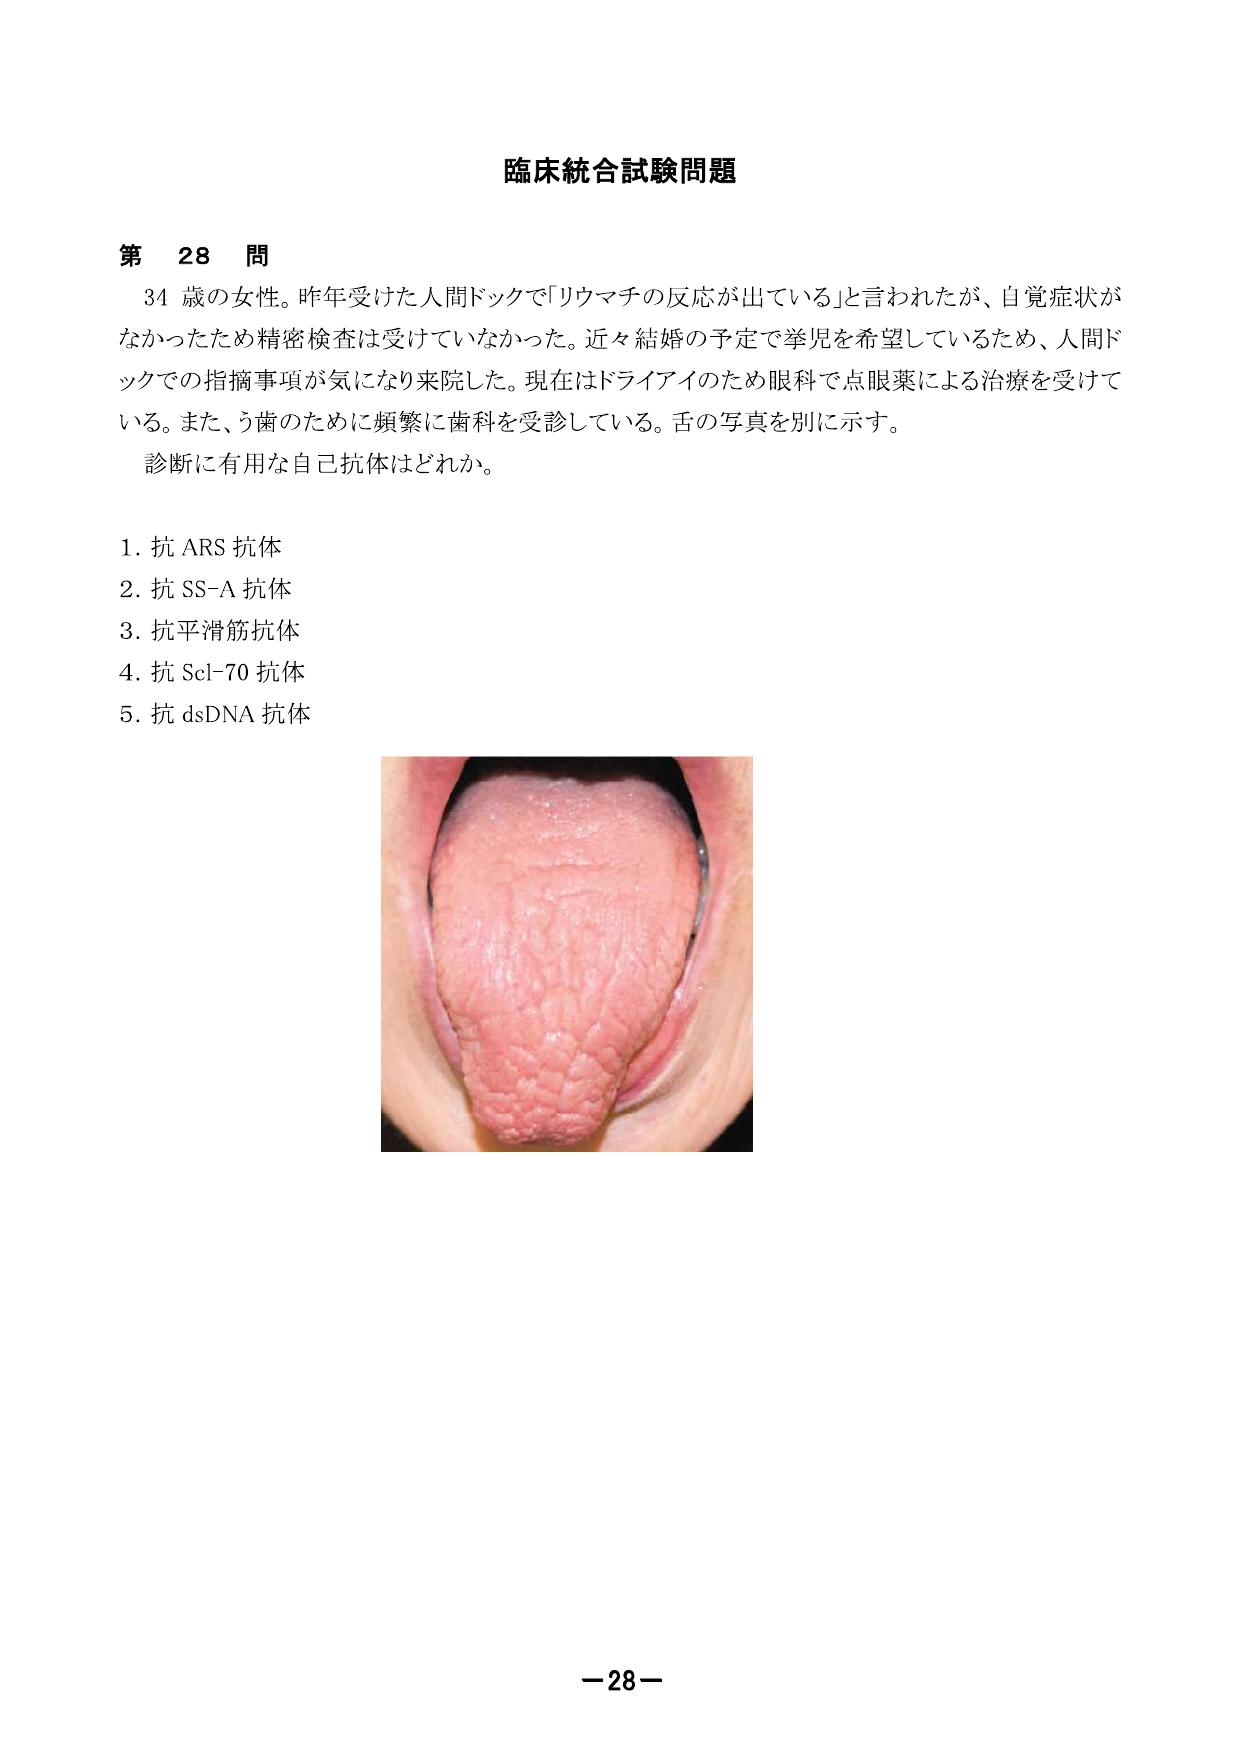 臨床統合試験問題
第 28 問
34 歳の女性。昨年受けた人間ドックで「リウマチの反応が出ている」と言われたが、自覚症状が
なかったため精密検査は受けていなかった。近々結婚の予定で挙児を希望しているため、人間ド
ックでの指摘事項が気になり来院した。現在はドライアイのため眼科で点眼薬による治療を受けて
いる。また、う歯のために頻繁に歯科を受診している。舌の写真を別に示す。
診断に有用な自己抗体はどれか。
1. 抗 ARS 抗体
2. 抗 SS-A 抗体
3. 抗平滑筋抗体
4. 抗 Scl-70 抗体
5. 抗 dsDNA 抗体
－28－